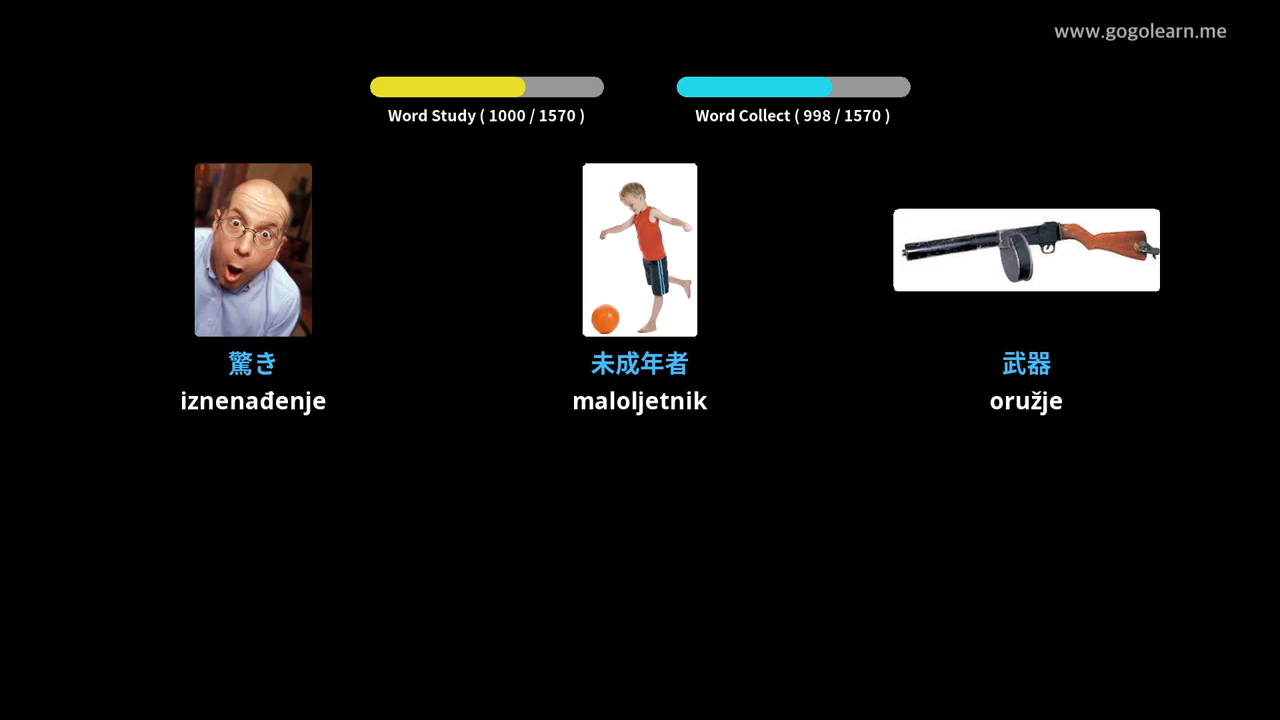 www.gogolearn.me
Word Study ( 1000 / 1570 )
Word Collect ( 998 / 1570 )
驚き
iznenađenje
未成年者
maloljetnik
武器
oružje